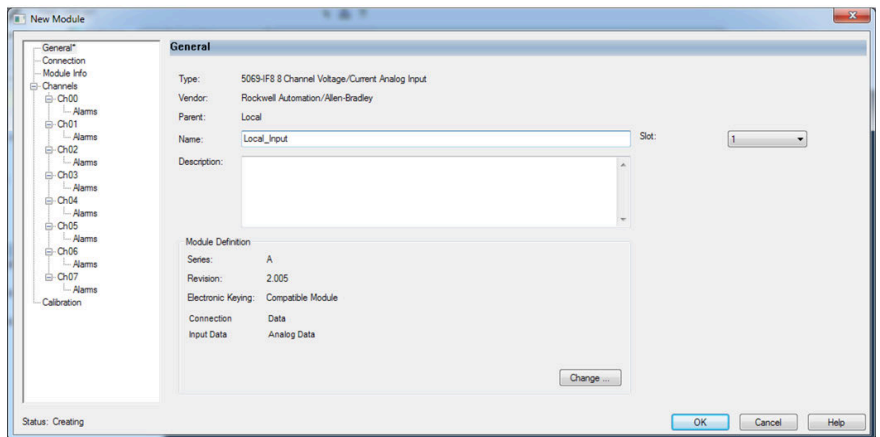 New Module
General*
Connection
Module Info
Channels
Ch00
Alarms
Ch01
Alarms
Ch02
Alarms
Ch03
Alarms
Ch04
Alarms
Ch05
Alarms
Ch06
Alarms
Ch07
Alarms
Calibration
General
Type: 5069-IF8 8 Channel Voltage/Current Analog Input
Vendor: Rockwell Automation/Allen-Bradley
Parent: Local
Name: Local_Input Slot: 1
Description:
Module Definition
Series: A
Revision: 2.005
Electronic Keying: Compatible Module
Connection Data
Input Data Analog Data
Change ...
Status: Creating OK Cancel Help